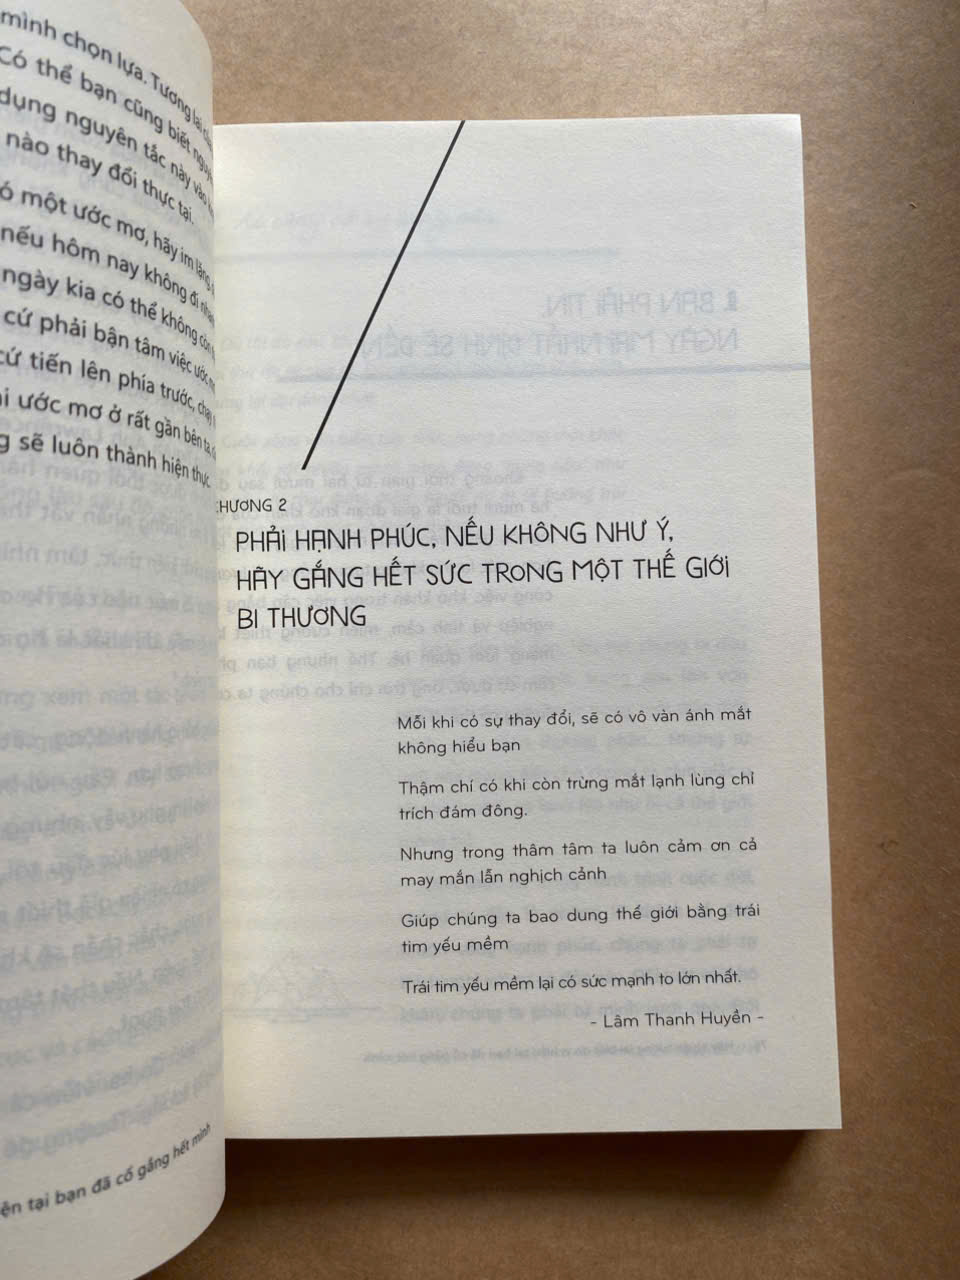 mình chọn lựa. Tương lai của
Có thể bạn cũng biết nguyên
dụng nguyên tắc này vào
nào thay đổi thực tại.
một ước mơ, hãy im lặng
nếu hôm nay không đi
ngày kia có thể không còn
cứ phải bận tâm việc ước
cứ tiến lên phía trước, chạy
ước mơ ở rất gần bên ta,
sẽ luôn thành hiện thực.
tại bạn đã cố gắng hết mình
CHƯƠNG 2
PHẢI HẠNH PHÚC, NẾU KHÔNG NHƯ Ý,
HÃY GẮNG HẾT SỨC TRONG MỘT THẾ GIỚI
BI THƯƠNG
Mỗi khi có sự thay đổi, sẽ có vô vàn ánh mắt
không hiểu bạn
Thậm chí có khi còn trừng mắt lạnh lùng chỉ
trích đám đông.
Nhưng trong thâm tâm ta luôn cảm ơn cả
may mắn lẫn nghịch cảnh
Giúp chúng ta bao dung thế giới bằng trái
tim yếu mềm
Trái tim yếu mềm lại có sức mạnh to lớn nhất.
- Lâm Thanh Huyền -